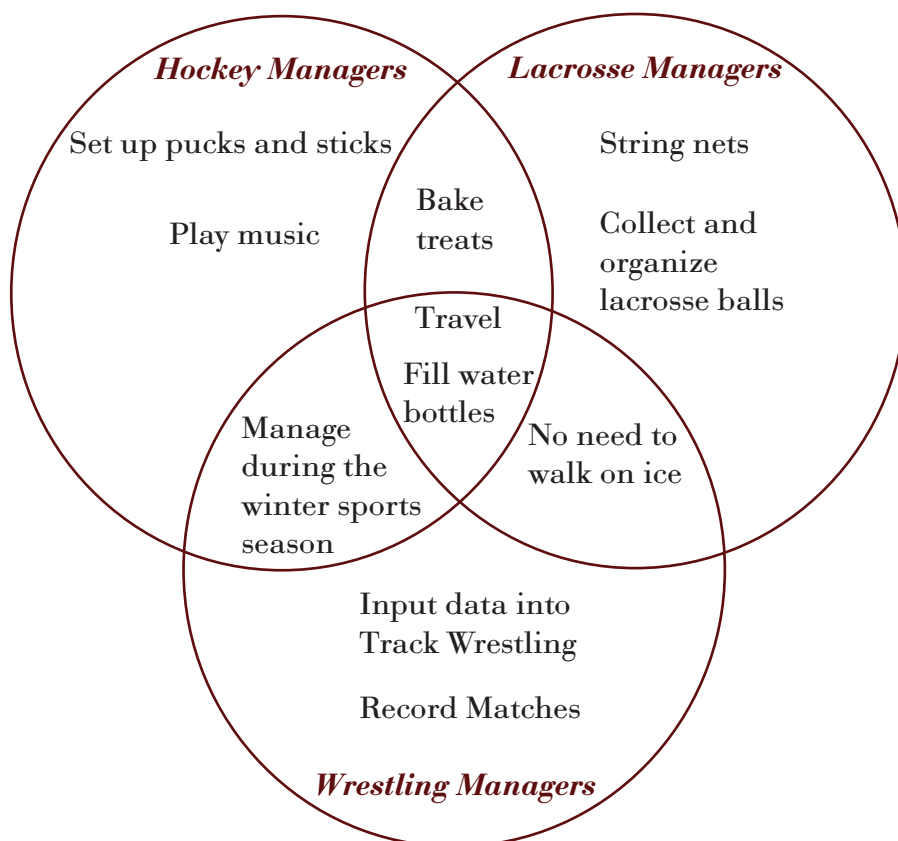 Hockey Managers
Lacrosse Managers
Set up pucks and sticks
Play music
String nets
Collect and
organize
lacrosse balls
Bake
treats
Travel
Fill water
bottles
Manage
during the
winter sports
season
No need to
walk on ice
Input data into
Track Wrestling
Record Matches
Wrestling Managers